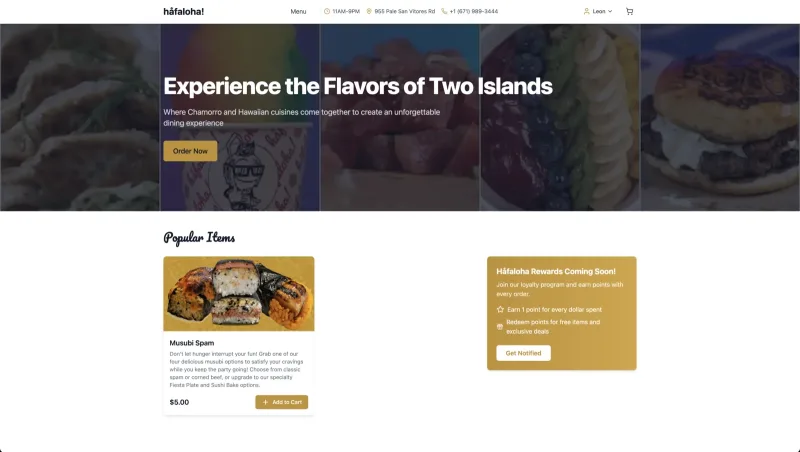 håfaloha!
Menu
11AM–9PM
955 Pale San Vitores Rd
+1 (671) 989-3444
Leon
Experience the Flavors of Two Islands
Where Chamorro and Hawaiian cuisines come together to create an unforgettable
dining experience
Order Now
Popular Items
Musubi Spam
Don't let hunger interrupt your fun! Grab one of our
four delicious musubi options to satisfy your cravings
while you keep the party going! Choose from classic
spam or corned beef, or upgrade to our specialty
Fiesta Plate and Sushi Bake options.
$5.00
Add to Cart
Håfaloha Rewards Coming Soon!
Join our loyalty program and earn points with
every order.
Earn 1 point for every dollar spent
Redeem points for free items and
exclusive deals
Get Notified